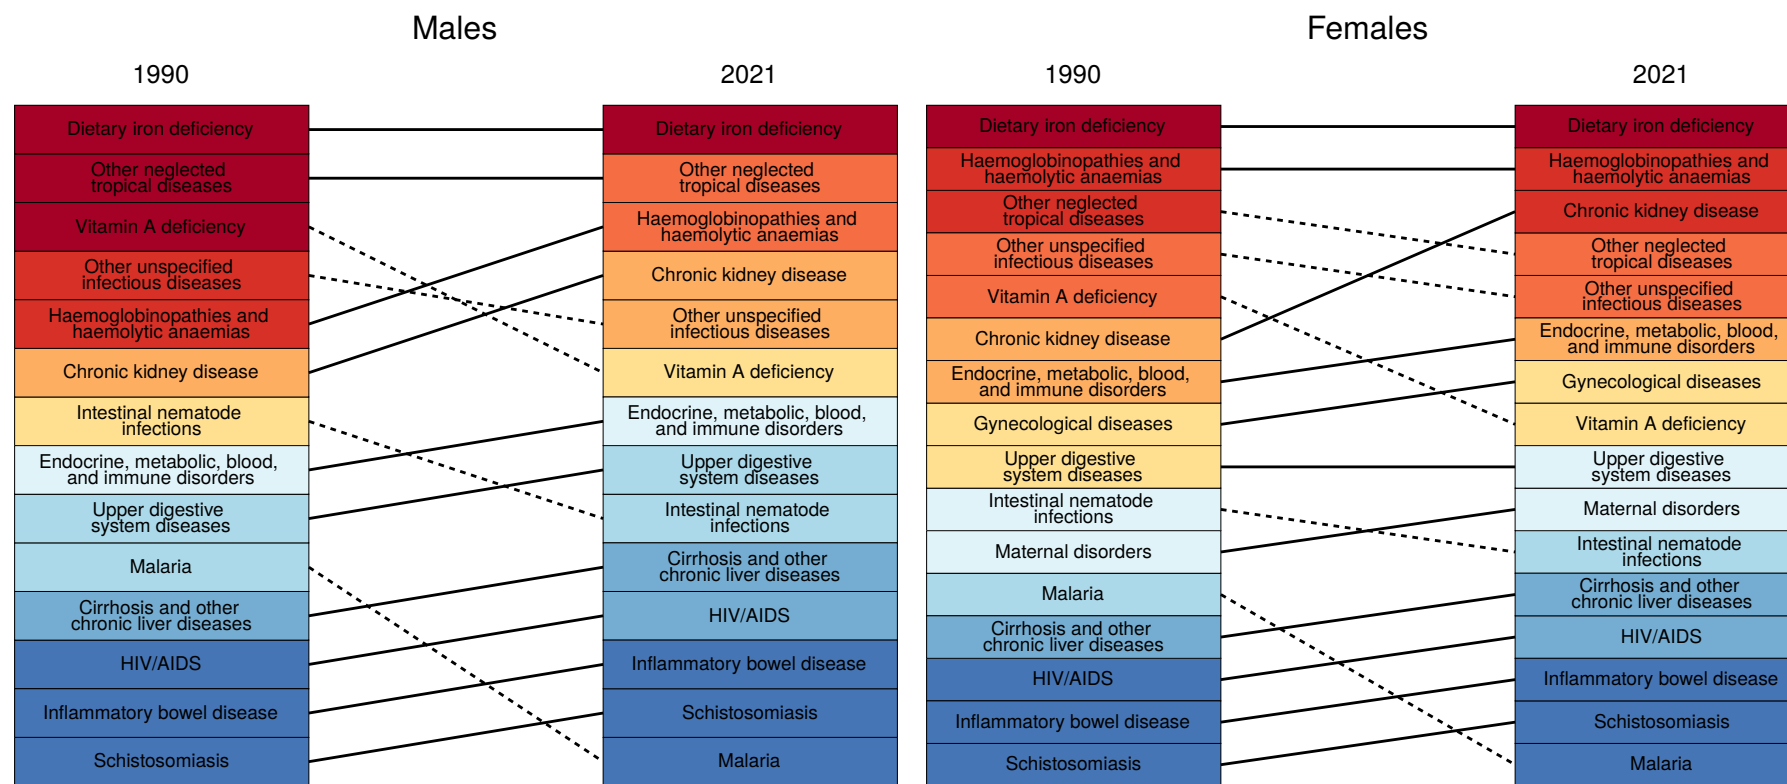 Males
1990
2021
Dietary iron deficiency
Other neglected
tropical diseases
Vitamin A deficiency
Other unspecified
infectious diseases
Haemoglobinopathies and
haemolytic anaemias
Chronic kidney disease
Intestinal nematode
infections
Endocrine, metabolic, blood,
and immune disorders
Upper digestive
system diseases
Malaria
Cirrhosis and other
chronic liver diseases
HIV/AIDS
Inflammatory bowel disease
Schistosomiasis
Dietary iron deficiency
Other neglected
tropical diseases
Haemoglobinopathies and
haemolytic anaemias
Chronic kidney disease
Other unspecified
infectious diseases
Vitamin A deficiency
Endocrine, metabolic, blood,
and immune disorders
Upper digestive
system diseases
Intestinal nematode
infections
Cirrhosis and other
chronic liver diseases
HIV/AIDS
Inflammatory bowel disease
Schistosomiasis
Malaria
Females
1990
2021
Dietary iron deficiency
Haemoglobinopathies and
haemolytic anaemias
Other neglected
tropical diseases
Other unspecified
infectious diseases
Vitamin A deficiency
Chronic kidney disease
Endocrine, metabolic, blood,
and immune disorders
Gynecological diseases
Upper digestive
system diseases
Intestinal nematode
infections
Maternal disorders
Malaria
Cirrhosis and other
chronic liver diseases
HIV/AIDS
Inflammatory bowel disease
Schistosomiasis
Dietary iron deficiency
Haemoglobinopathies and
haemolytic anaemias
Chronic kidney disease
Other neglected
tropical diseases
Other unspecified
infectious diseases
Endocrine, metabolic, blood,
and immune disorders
Gynecological diseases
Vitamin A deficiency
Upper digestive
system diseases
Maternal disorders
Intestinal nematode
infections
Cirrhosis and other
chronic liver diseases
HIV/AIDS
Inflammatory bowel disease
Schistosomiasis
Malaria